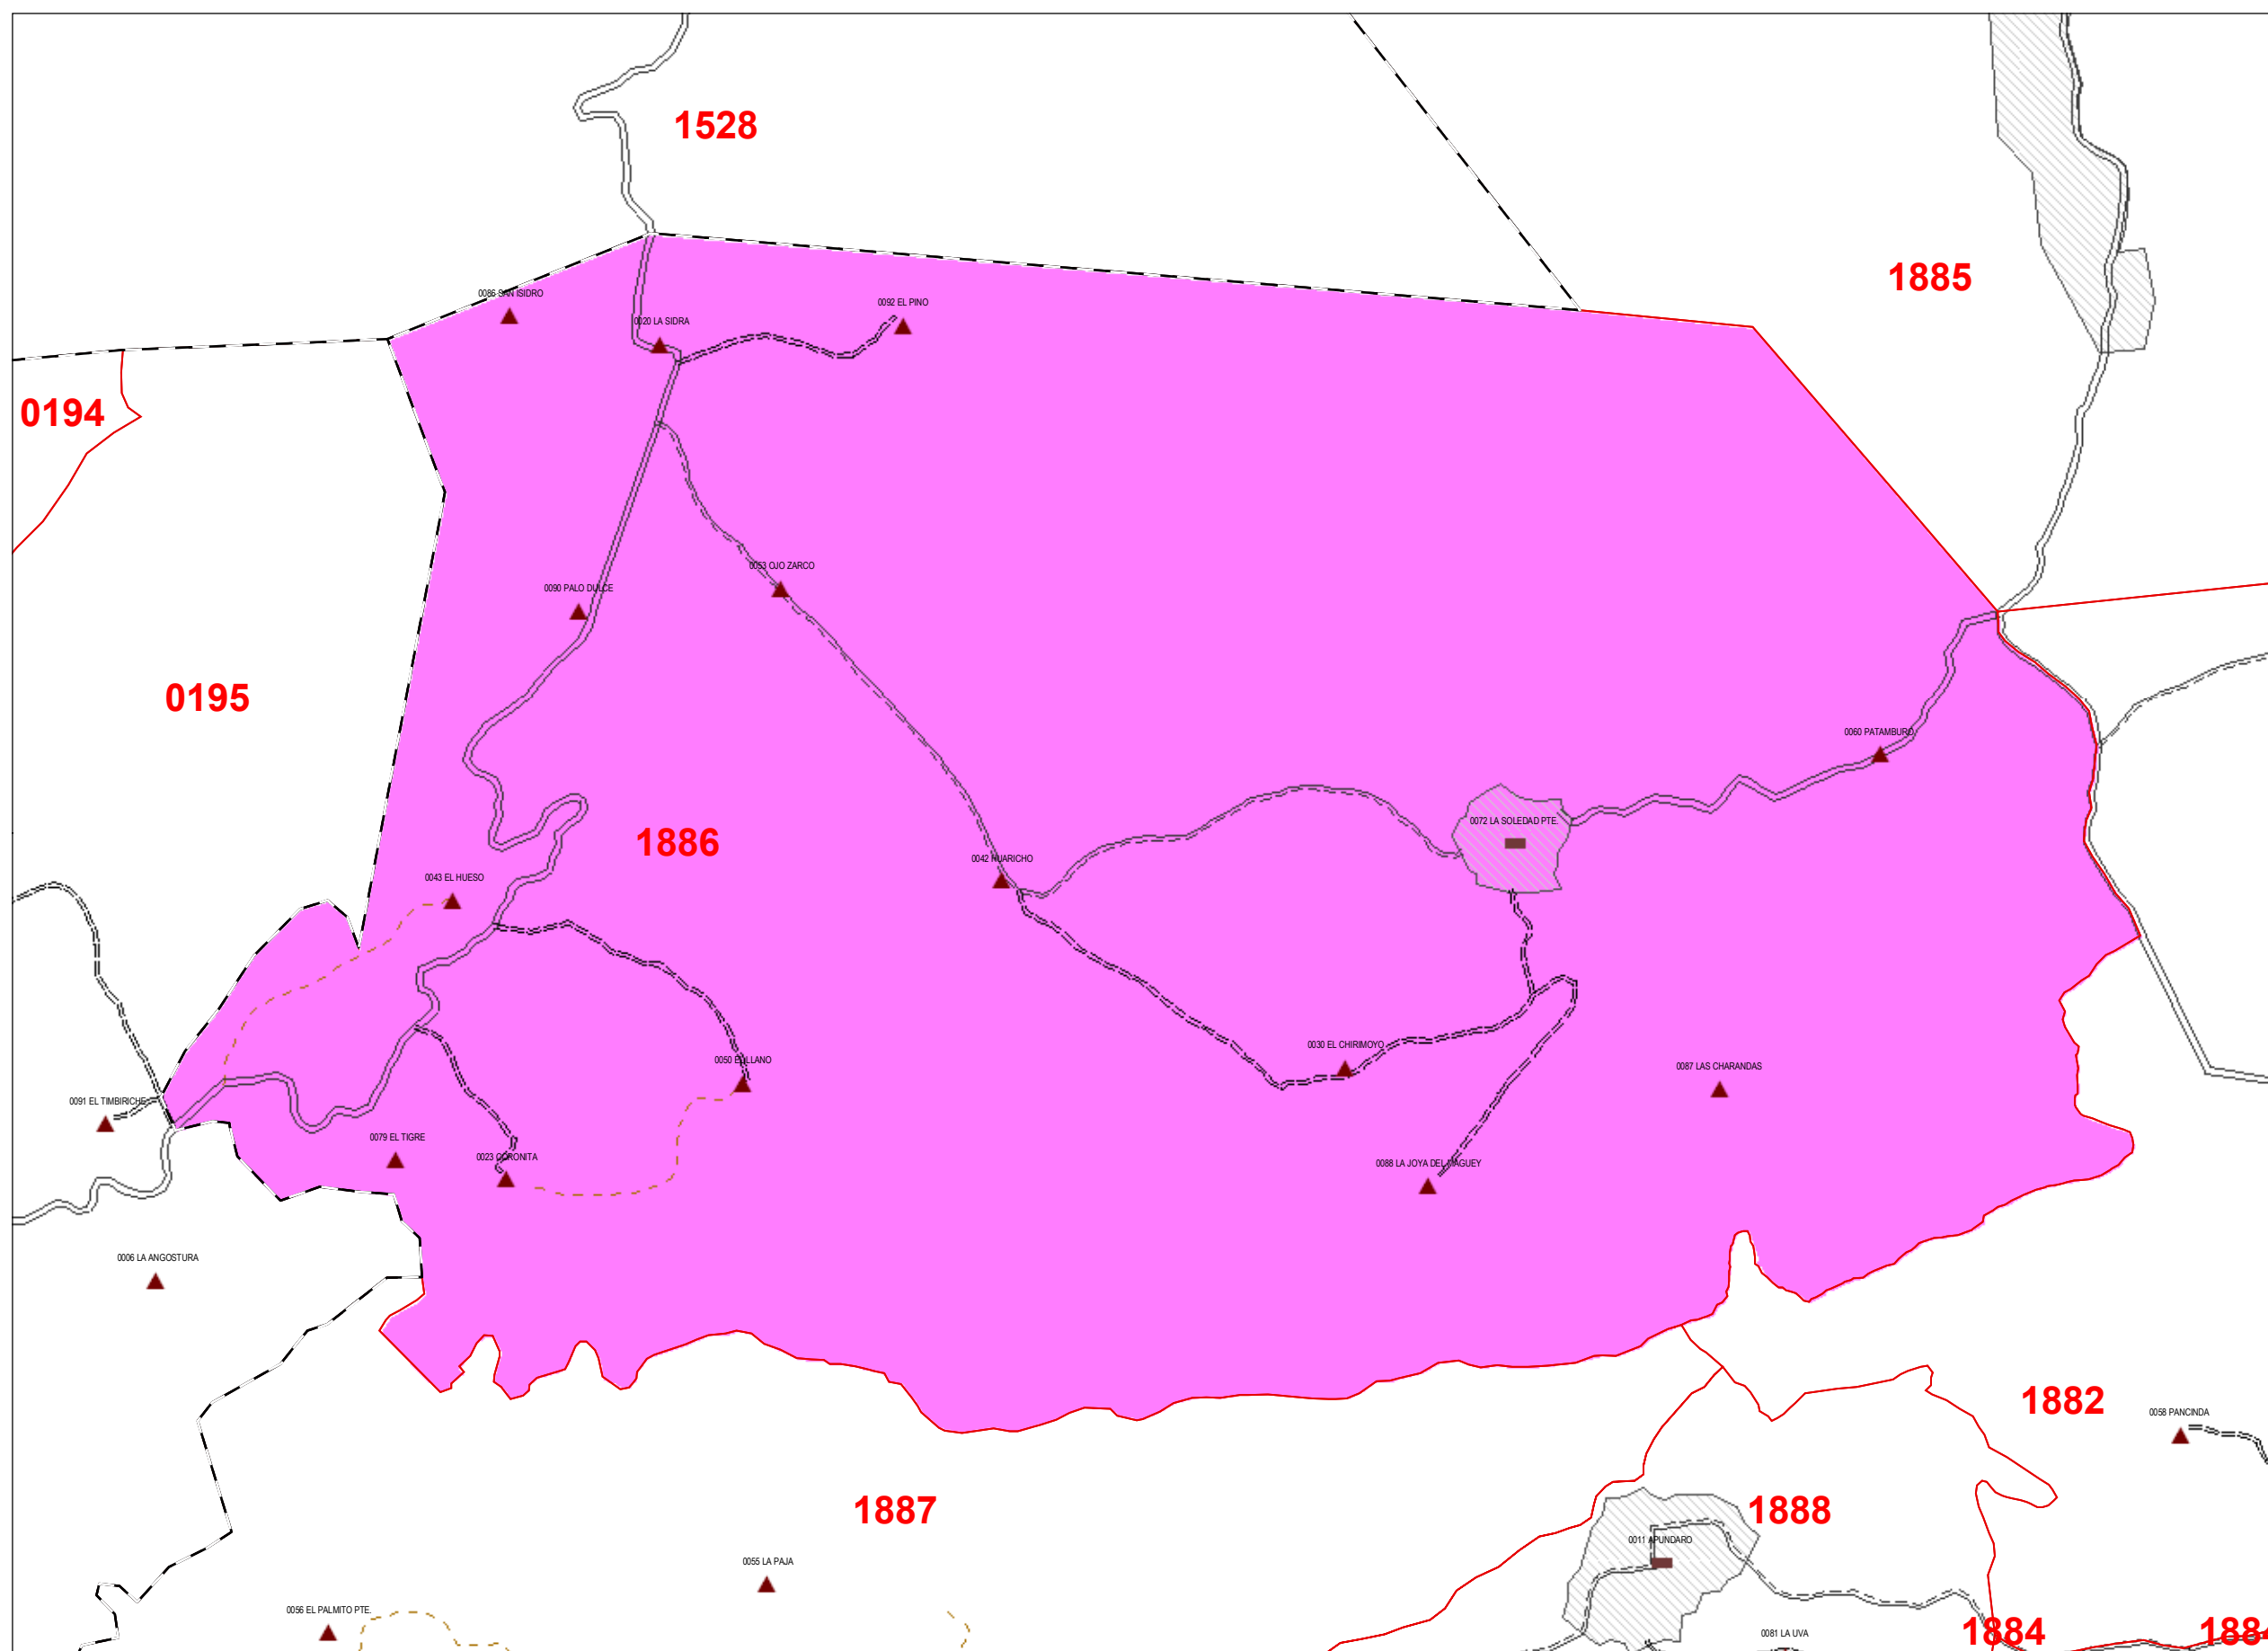 1528
1885
0086 SAN ISIDRO
0092 EL PINO
0020 LA SIDRA
0194
0053 OJO ZARCO
0090 PALO DULCE
0195
0060 PATAMBURO
0072 LA SOLEDAD PTE.
1886
0042 HUARICHO
0043 EL HUESO
0030 EL CHIRIMOYO
0050 EL LLANO
0087 LAS CHARANDAS
0091 EL TIMBIRICHE
0079 EL TIGRE
0023 CORONITA
0088 LA JOYA DEL MAGUEY
0006 LA ANGOSTURA
1882
0058 PANCINDA
1887
1888
0011 APUNDARO
0055 LA PAJA
0056 EL PALMITO PTE.
0081 LA UVA
1884